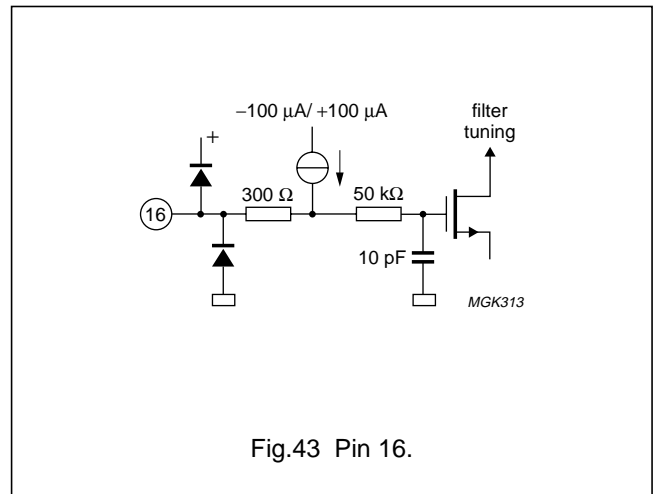 −100 μA/ +100 μA
filter
tuning
+
300 Ω
50 kΩ
16
10 pF
MGK313
Fig.43 Pin 16.